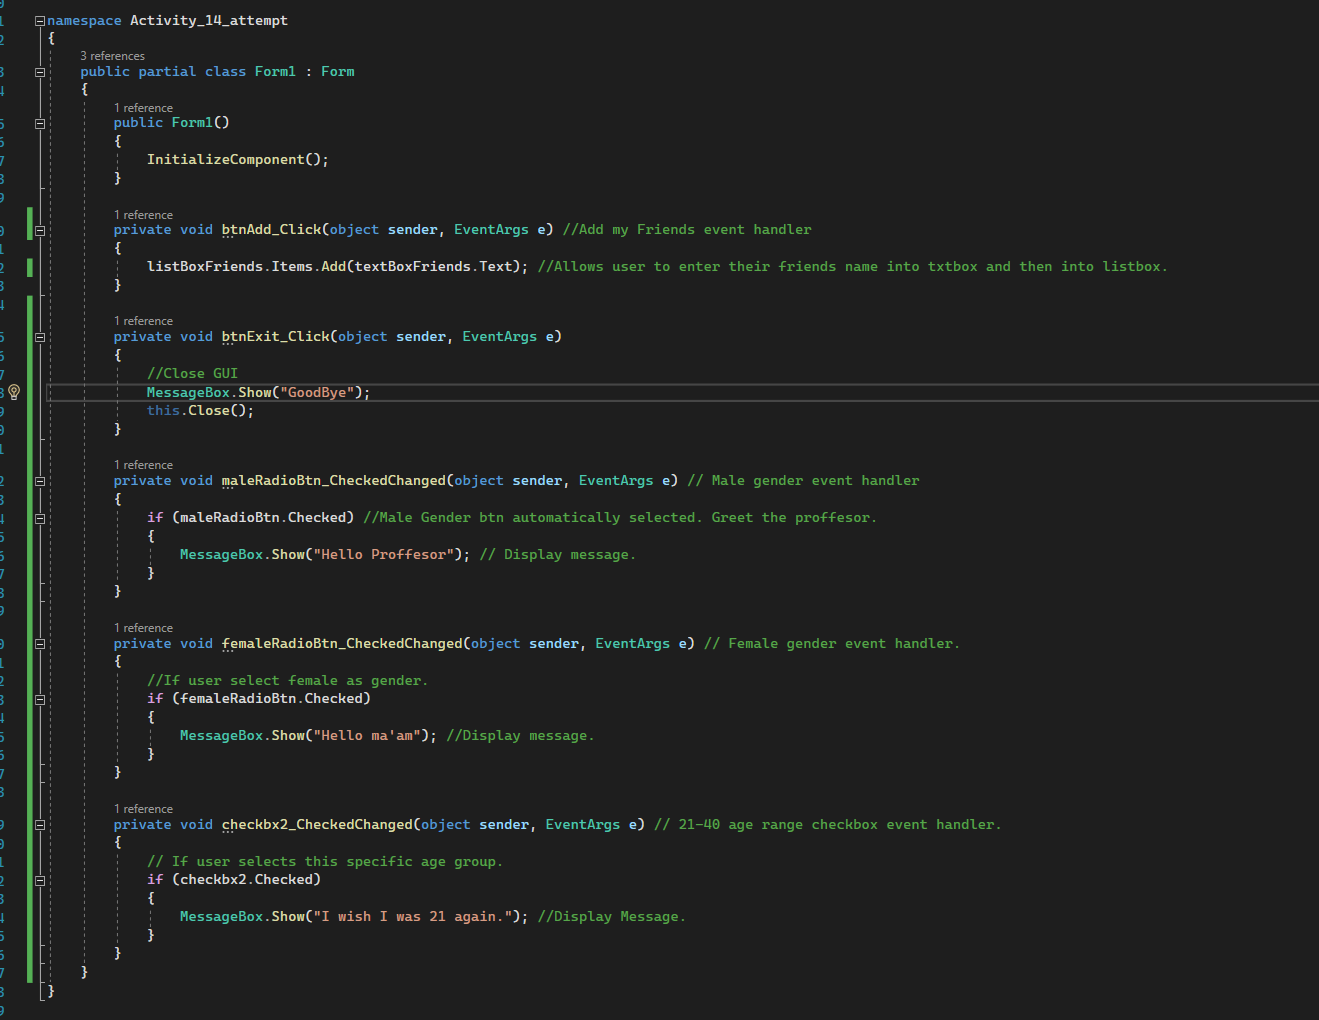 namespace Activity_14_attempt
{
3 references
public partial class Form1 : Form
{
1 reference
public Form1()
{
InitializeComponent();
}
1 reference
private void btnAdd_Click(object sender, EventArgs e) //Add my Friends event handler
{
listBoxFriends.Items.Add(textBoxFriends.Text); //Allows user to enter their friends name into txtbox and then into listbox.
}
1 reference
private void btnExit_Click(object sender, EventArgs e)
{
//Close GUI
MessageBox.Show("GoodBye");
this.Close();
}
1 reference
private void maleRadioBtn_CheckedChanged(object sender, EventArgs e) // Male gender event handler
{
if (maleRadioBtn.Checked) //Male Gender btn automatically selected. Greet the proffesor.
{
MessageBox.Show("Hello Proffesor"); // Display message.
}
}
1 reference
private void femaleRadioBtn_CheckedChanged(object sender, EventArgs e) // Female gender event handler.
{
//If user select female as gender.
if (femaleRadioBtn.Checked)
{
MessageBox.Show("Hello ma'am"); //Display message.
}
}
1 reference
private void checkbx2_CheckedChanged(object sender, EventArgs e) // 21-40 age range checkbox event handler.
{
// If user selects this specific age group.
if (checkbx2.Checked)
{
MessageBox.Show("I wish I was 21 again."); //Display Message.
}
}
}
}